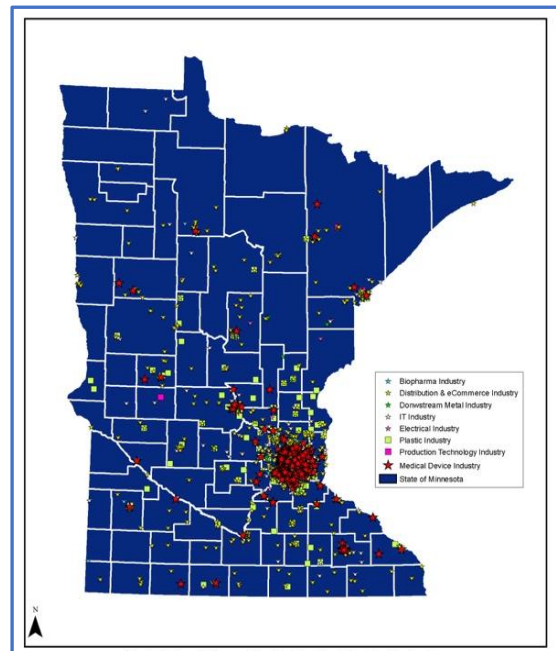 Biopharma Industry
Distribution & eCommerce Industry
Donwstream Metal Industry
IT Industry
Electrical Industry
Plastic Industry
Production Technology Industry
Medical Device Industry
State of Minnesota
N